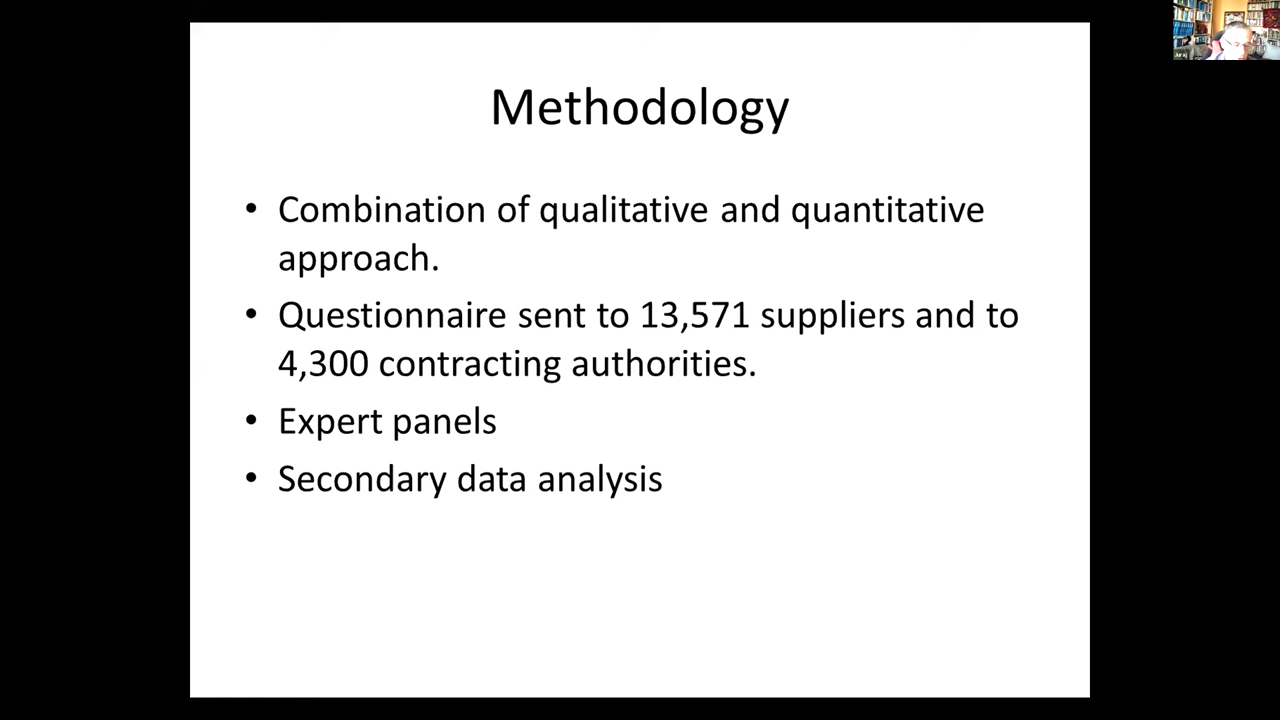 Methodology
• Combination of qualitative and quantitative
approach.
• Questionnaire sent to 13,571 suppliers and to
4,300 contracting authorities.
• Expert panels
• Secondary data analysis
Juraj